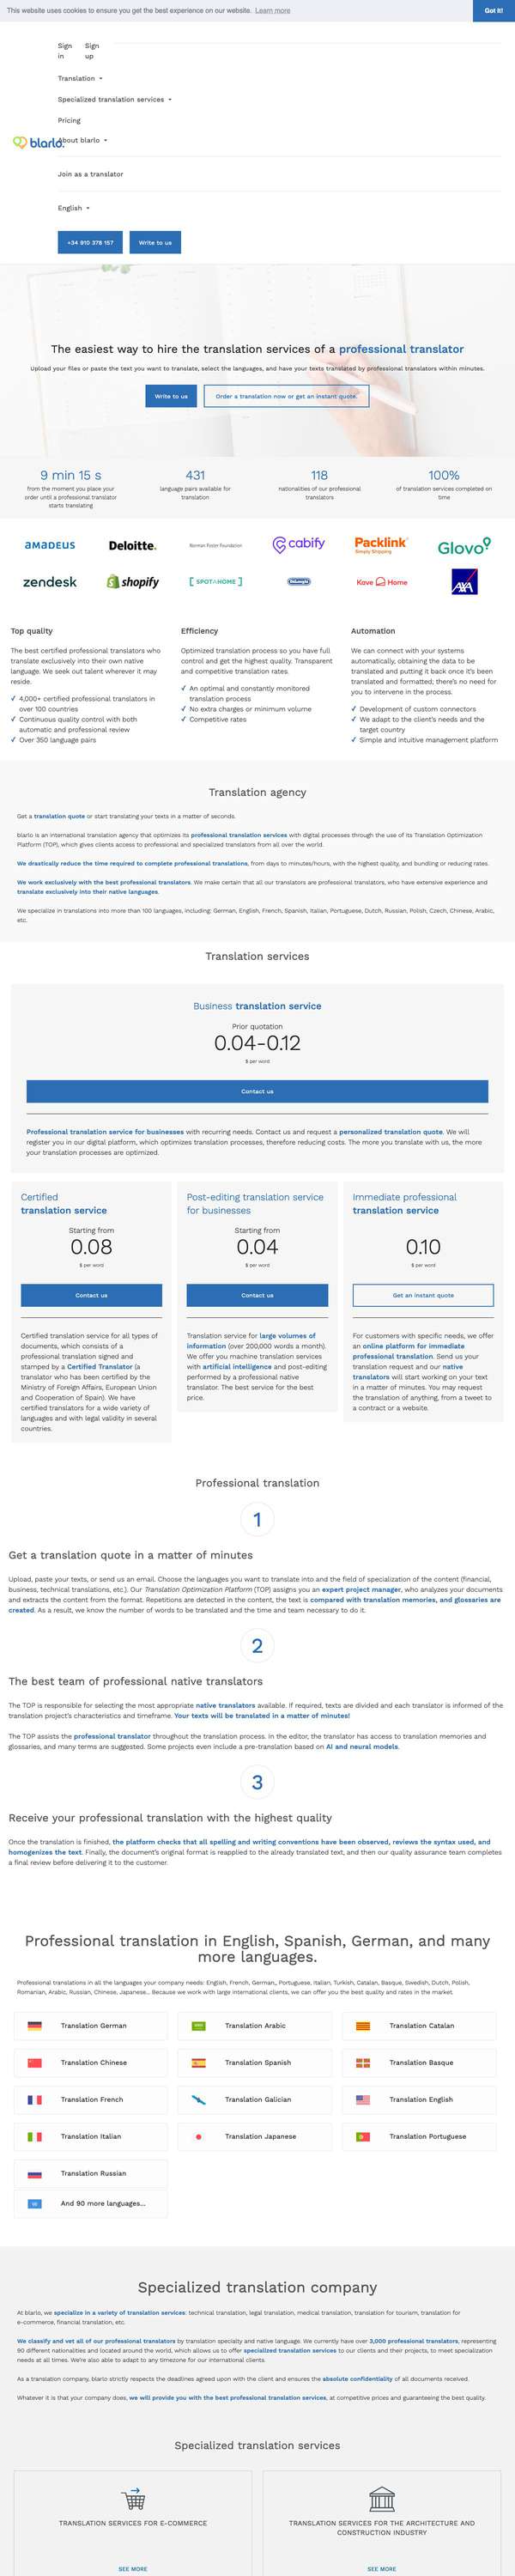 This website uses cookies to ensure you get the best experience on our website. Learn more
Got it!
Sign in
Sign up
Translation
Specialized translation services
Pricing
blarlo.
About blarlo
Join as a translator
English
+34 910 378 157
Write to us
The easiest way to hire the translation services of a professional translator
Upload your files or paste the text you want to translate, select the languages, and have your texts translated by professional translators within minutes.
Write to us
Order a translation now or get an instant quote
9 min 15 s
from the moment you place your
order until a professional translator
starts translating
431
language pairs available for
translation
118
nationalities of our professional
translators
100%
of translation services completed on
time
amadeus
Deloitte.
Norman Foster Foundation
cabify
Packlink
Simply Shipping
Glovo
zendesk
shopify
[ SPOTAHOME ]
Kave Home
AXA
Top quality
The best certified professional translators who
translate exclusively into their own native
language. We seek out talent wherever it may
reside.
✓ 4,000+ certified professional translators in
over 100 countries
✓ Continuous quality control with both
automatic and professional review
✓ Over 350 language pairs
Efficiency
Optimized translation process so you have full
control and get the highest quality. Transparent
and competitive translation rates.
✓ An optimal and constantly monitored
translation process
✓ No extra charges or minimum volume
✓ Competitive rates
Automation
We can connect with your systems
automatically, obtaining the data to be
translated and putting it back once it's been
translated and formatted; there's no need for
you to intervene in the process.
✓ Development of custom connectors
✓ We adapt to the client's needs and the
target country
✓ Simple and intuitive management platform
Translation agency
Get a translation quote or start translating your texts in a matter of seconds.
blarlo is an international translation agency that optimizes its professional translation services with digital processes through the use of its Translation Optimization
Platform (TOP), which gives clients access to professional and specialized translators from all over the world.
We drastically reduce the time required to complete professional translations, from days to minutes/hours, with the highest quality, and bundling or reducing rates.
We work exclusively with the best professional translators. We make certain that all our translators are professional translators, who have extensive experience and
translate exclusively into their native languages.
We specialize in translations into more than 100 languages, including: German, English, French, Spanish, Italian, Portuguese, Dutch, Russian, Polish, Czech, Chinese, Arabic,
etc.
Translation services
Business translation service
Prior quotation
0.04-0.12
$ per word
Contact us
Professional translation service for businesses with recurring needs. Contact us and request a personalized translation quote. We will
register you in our digital platform, which optimizes translation processes, therefore reducing costs. The more you translate with us, the more
your translation processes are optimized.
Certified
translation service
Starting from
0.08
$ per word
Contact us
Certified translation service for all types of
documents, which consists of a
professional translation signed and
stamped by a Certified Translator (a
translator who has been certified by the
Ministry of Foreign Affairs, European Union
and Cooperation of Spain). We have
certified translators for a wide variety of
languages and with legal validity in several
countries.
Post-editing translation service
for businesses
Starting from
0.04
$ per word
Contact us
Translation service for large volumes of
information (over 200,000 words a month).
We offer you machine translation services
with artificial intelligence and post-editing
performed by a professional native
translator. The best service for the best
price.
Immediate professional
translation service
0.10
$ per word
Get an instant quote
For customers with specific needs, we offer
an online platform for immediate
professional translation. Send us your
translation request and our native
translators will start working on your text
in a matter of minutes. You may request
the translation of anything, from a tweet to
a contract or a website.
Professional translation
1
Get a translation quote in a matter of minutes
Upload, paste your texts, or send us an email. Choose the languages you want to translate into and the field of specialization of the content (financial,
business, technical translations, etc.). Our Translation Optimization Platform (TOP) assigns you an expert project manager, who analyzes your documents
and extracts the content from the format. Repetitions are detected in the content, the text is compared with translation memories, and glossaries are
created. As a result, we know the number of words to be translated and the time and team necessary to do it.
2
The best team of professional native translators
The TOP is responsible for selecting the most appropriate native translators available. If required, texts are divided and each translator is informed of the
translation project's characteristics and timeframe. Your texts will be translated in a matter of minutes!
The TOP assists the professional translator throughout the translation process. In the editor, the translator has access to translation memories and
glossaries, and many terms are suggested. Some projects even include a pre-translation based on AI and neural models.
3
Receive your professional translation with the highest quality
Once the translation is finished, the platform checks that all spelling and writing conventions have been observed, reviews the syntax used, and
homogenizes the text. Finally, the document's original format is reapplied to the already translated text, and then our quality assurance team completes
a final review before delivering it to the customer.
Professional translation in English, Spanish, German, and many
more languages.
Professional translations in all the languages your company needs: English, French, German,, Portuguese, Italian, Turkish, Catalan, Basque, Swedish, Dutch, Polish,
Romanian, Arabic, Russian, Chinese, Japanese... Because we work with large international clients, we can offer you the best quality and rates in the market.
Translation German
Translation Arabic
Translation Catalan
Translation Chinese
Translation Spanish
Translation Basque
Translation French
Translation Galician
Translation English
Translation Italian
Translation Japanese
Translation Portuguese
Translation Russian
And 90 more languages...
Specialized translation company
At blarlo, we specialize in a variety of translation services: technical translation, legal translation, medical translation, translation for tourism, translation for
e-commerce, financial translation, etc.
We classify and vet all of our professional translators by translation specialty and native language. We currently have over 3,000 professional translators, representing
90 different nationalities and located around the world, which allows us to offer specialized translation services to our clients and their projects, to meet specialization
needs at all times. We're also able to adapt to any timezone for our international clients.
As a translation company, blarlo strictly respects the deadlines agreed upon with the client and ensures the absolute confidentiality of all documents received.
Whatever it is that your company does, we will provide you with the best professional translation services, at competitive prices and guaranteeing the best quality.
Specialized translation services
TRANSLATION SERVICES FOR E-COMMERCE
SEE MORE
TRANSLATION SERVICES FOR THE ARCHITECTURE AND
CONSTRUCTION INDUSTRY
SEE MORE